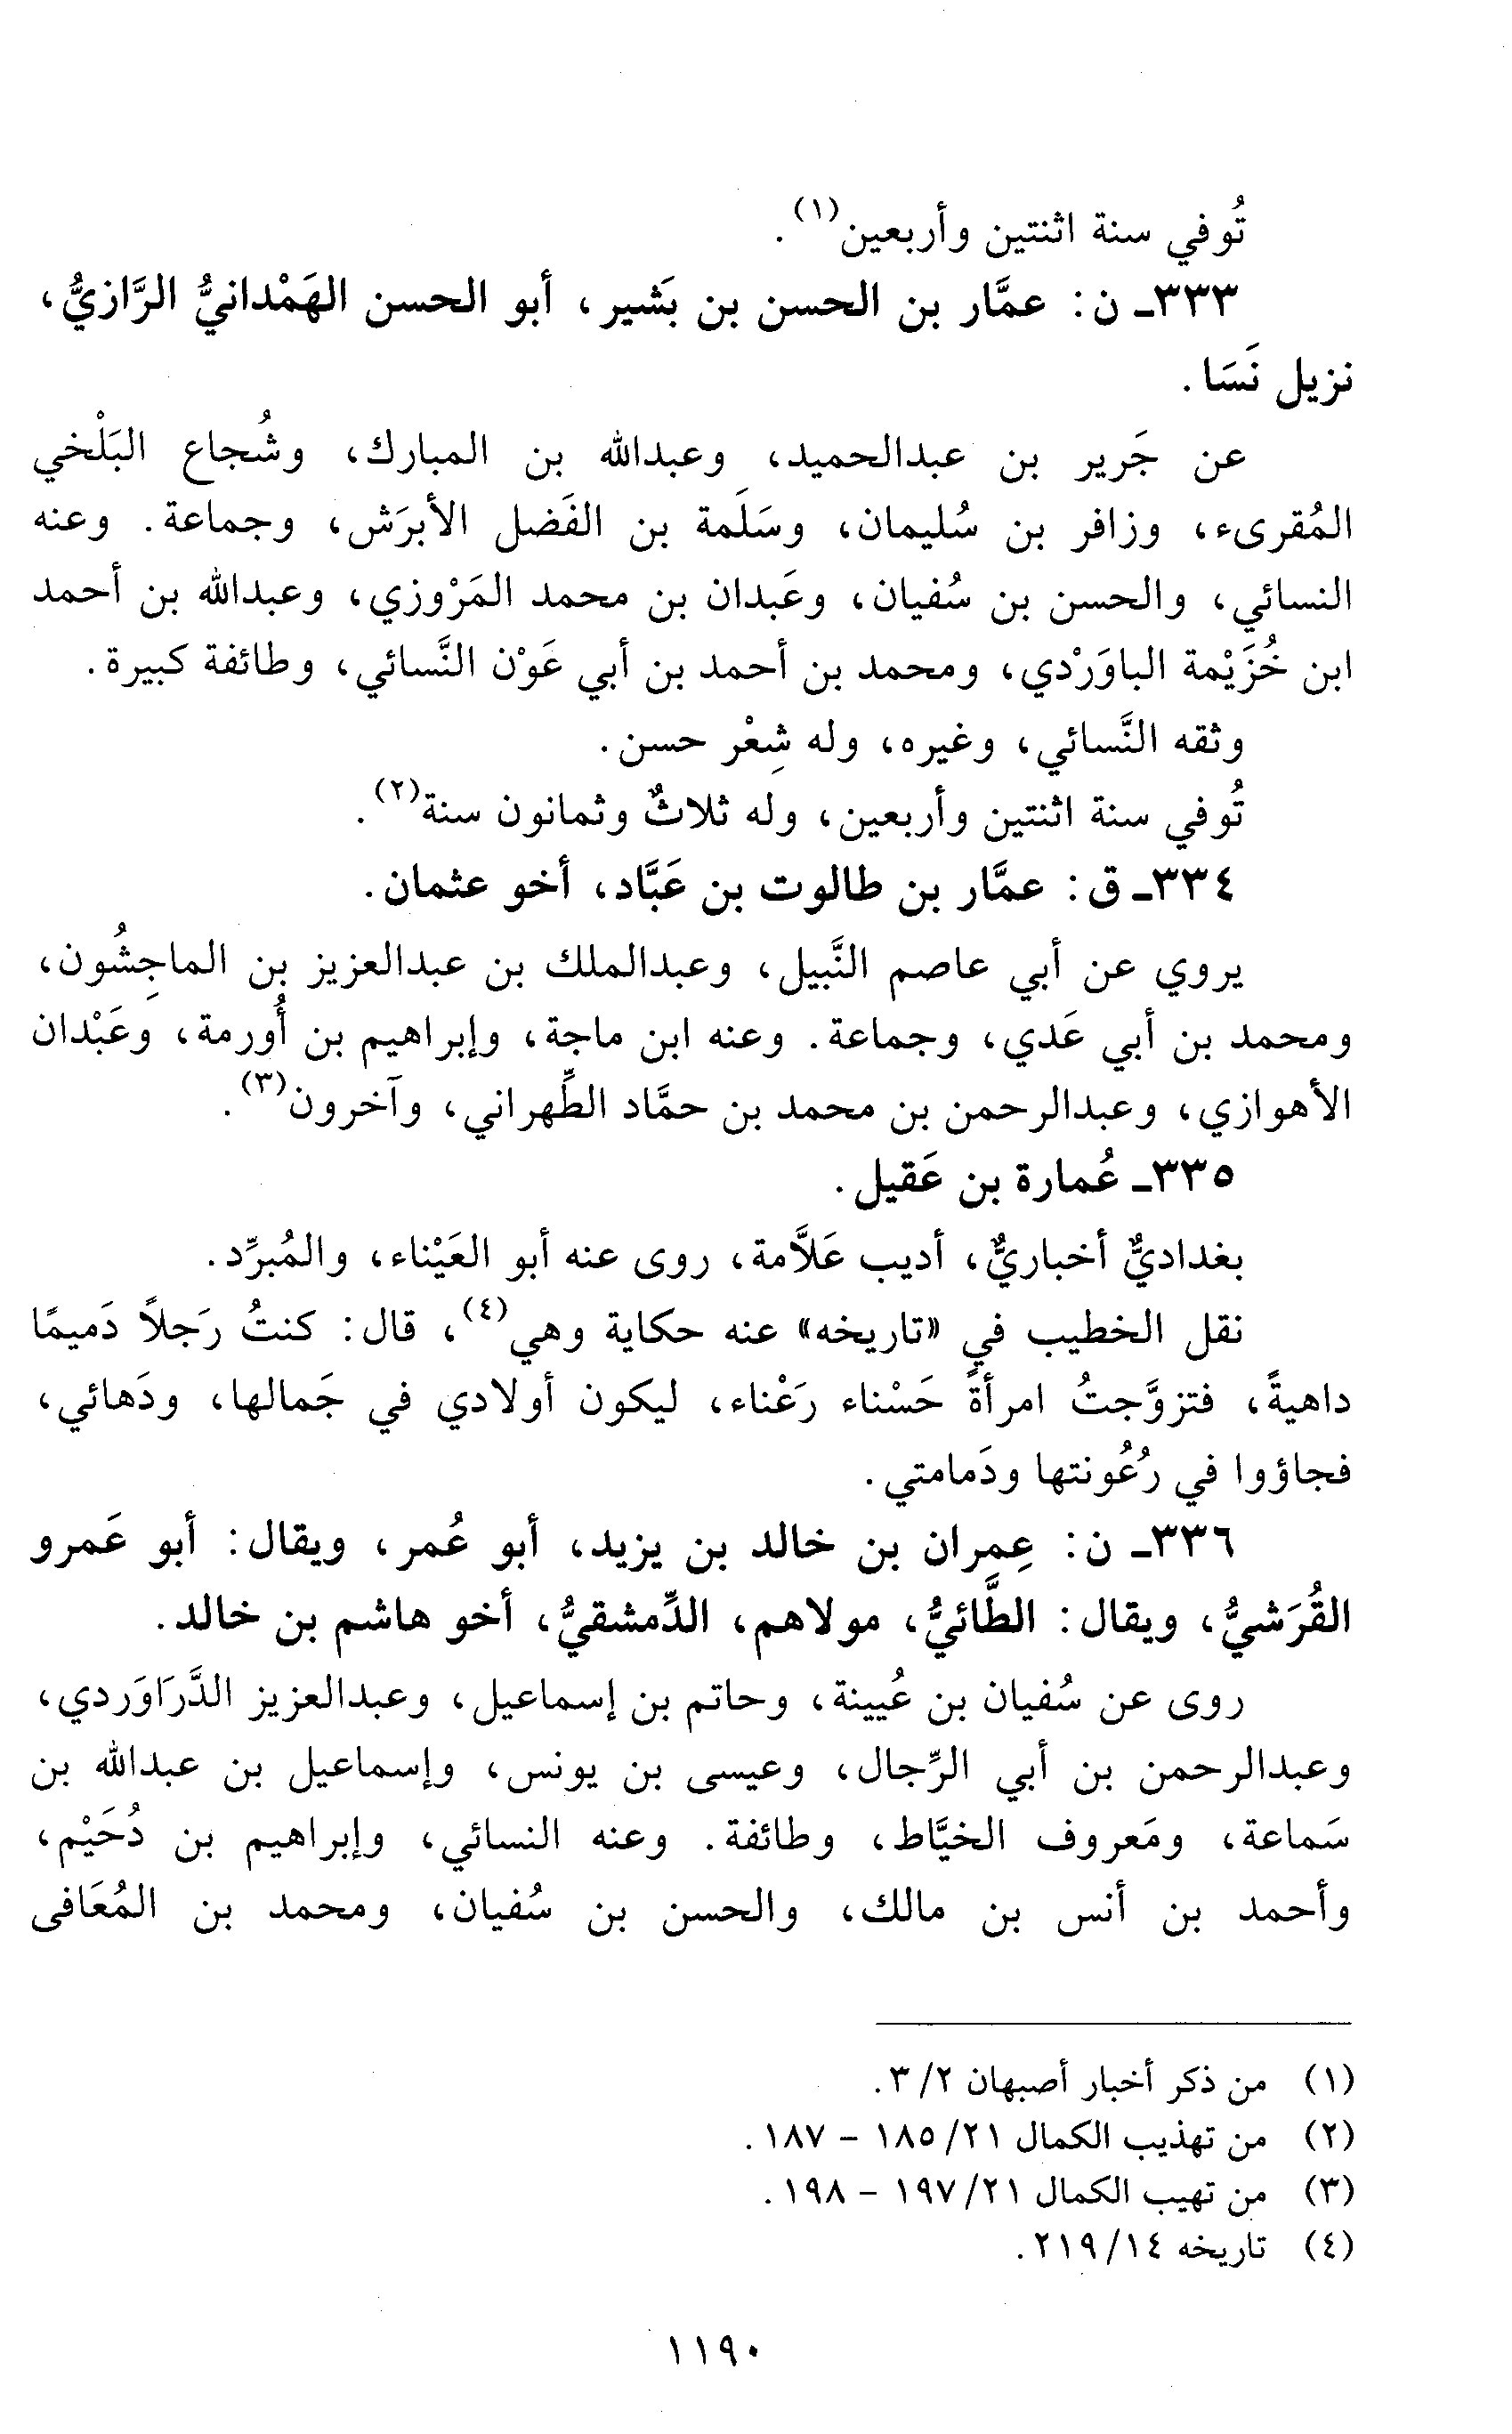 تُوفي سنة اثنتين وأربعين(١).
٣٣٣ـ ن: عمَّار بن الحسن بن بَشير، أبو الحسن الهَمْدانيُّ الرَّازيُّ،
نزيل نَسَا.
عن جَرير بن عبدالحميد، وعبدالله بن المبارك، وشُجاع البَلْخي
المُقرىء، وزافر بن سُليمان، وسَلَمة بن الفَضل الأبرَش، وجماعة. وعنه
النسائي، والحسن بن سُفيان، وعَبدان بن محمد المَرْوزي، وعبدالله بن أحمد
ابن خُزَيْمة الباوَرْدي، ومحمد بن أحمد بن أبي عَوْن النَّسائي، وطائفة كبيرة.
وثقه النَّسائي، وغيره، وله شِعْر حسن.
تُوفي سنة اثنتين وأربعين، وله ثلاثٌ وثمانون سنة(٢).
٣٣٤ـ ق: عمَّار بن طالوت بن عَبَّاد، أخو عثمان.
يروي عن أبي عاصم النَّبيل، وعبدالملك بن عبدالعزيز بن الماجِشُون،
ومحمد بن أبي عَدي، وجماعة. وعنه ابن ماجة، وإبراهيم بن أُورمة، وعَبْدان
الأهوازي، وعبدالرحمن بن محمد بن حمَّاد الطِّهراني، وآخرون(٣).
٣٣٥ـ عُمارة بن عَقيل.
بغداديٌّ أخباريٌّ، أديب عَلاَّمة، روى عنه أبو العَيْناء، والمُبرِّد.
نقل الخطيب في «تاريخه» عنه حكاية وهي(٤)، قال: كنتُ رَجلاً دَميمًا
داهيةً، فتزوَّجتُ امرأةً حَسْناء رَعْناء، ليكون أولادي في جَمالها، ودَهائي،
فجاؤوا في رُعُونتها ودَمامتي.
٣٣٦ـ ن: عِمران بن خالد بن يزيد، أبو عُمر، ويقال: أبو عَمرو
القُرَشيُّ، ويقال: الطَّائيُّ، مولاهم، الدِّمشقيُّ، أخو هاشم بن خالد.
روى عن سُفيان بن عُيينة، وحاتم بن إسماعيل، وعبدالعزيز الدَّرَاوَردي،
وعبدالرحمن بن أبي الرِّجال، وعيسى بن يونس، وإسماعيل بن عبدالله بن
سَماعة، ومَعروف الخيَّاط، وطائفة. وعنه النسائي، وإبراهيم بن دُحَيْم،
وأحمد بن أنس بن مالك، والحسن بن سُفيان، ومحمد بن المُعَافى
(١) من ذكر أخبار أصبهان ٢/ ٣.
(٢) من تهذيب الكمال ٢١/ ١٨٥ - ١٨٧.
(٣) من تهيب الكمال ٢١/ ١٩٧ - ١٩٨.
(٤) تاريخه ١٤/ ٢١٩.
١١٩٠